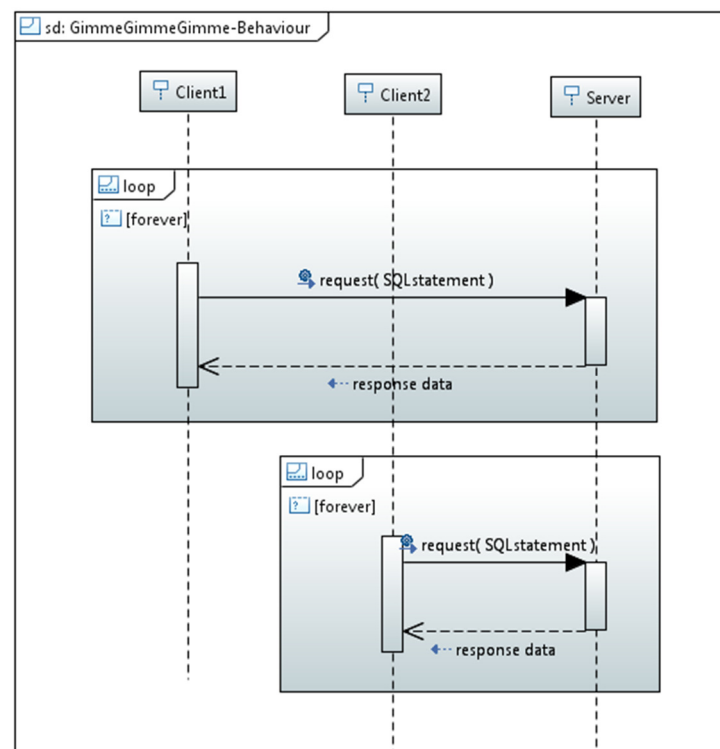 sd: GimmeGimmeGimme-Behaviour
Client1
Client2
Server
loop
[forever]
request( SQLstatement )
response data
loop
[forever]
request( SQLstatement )
response data